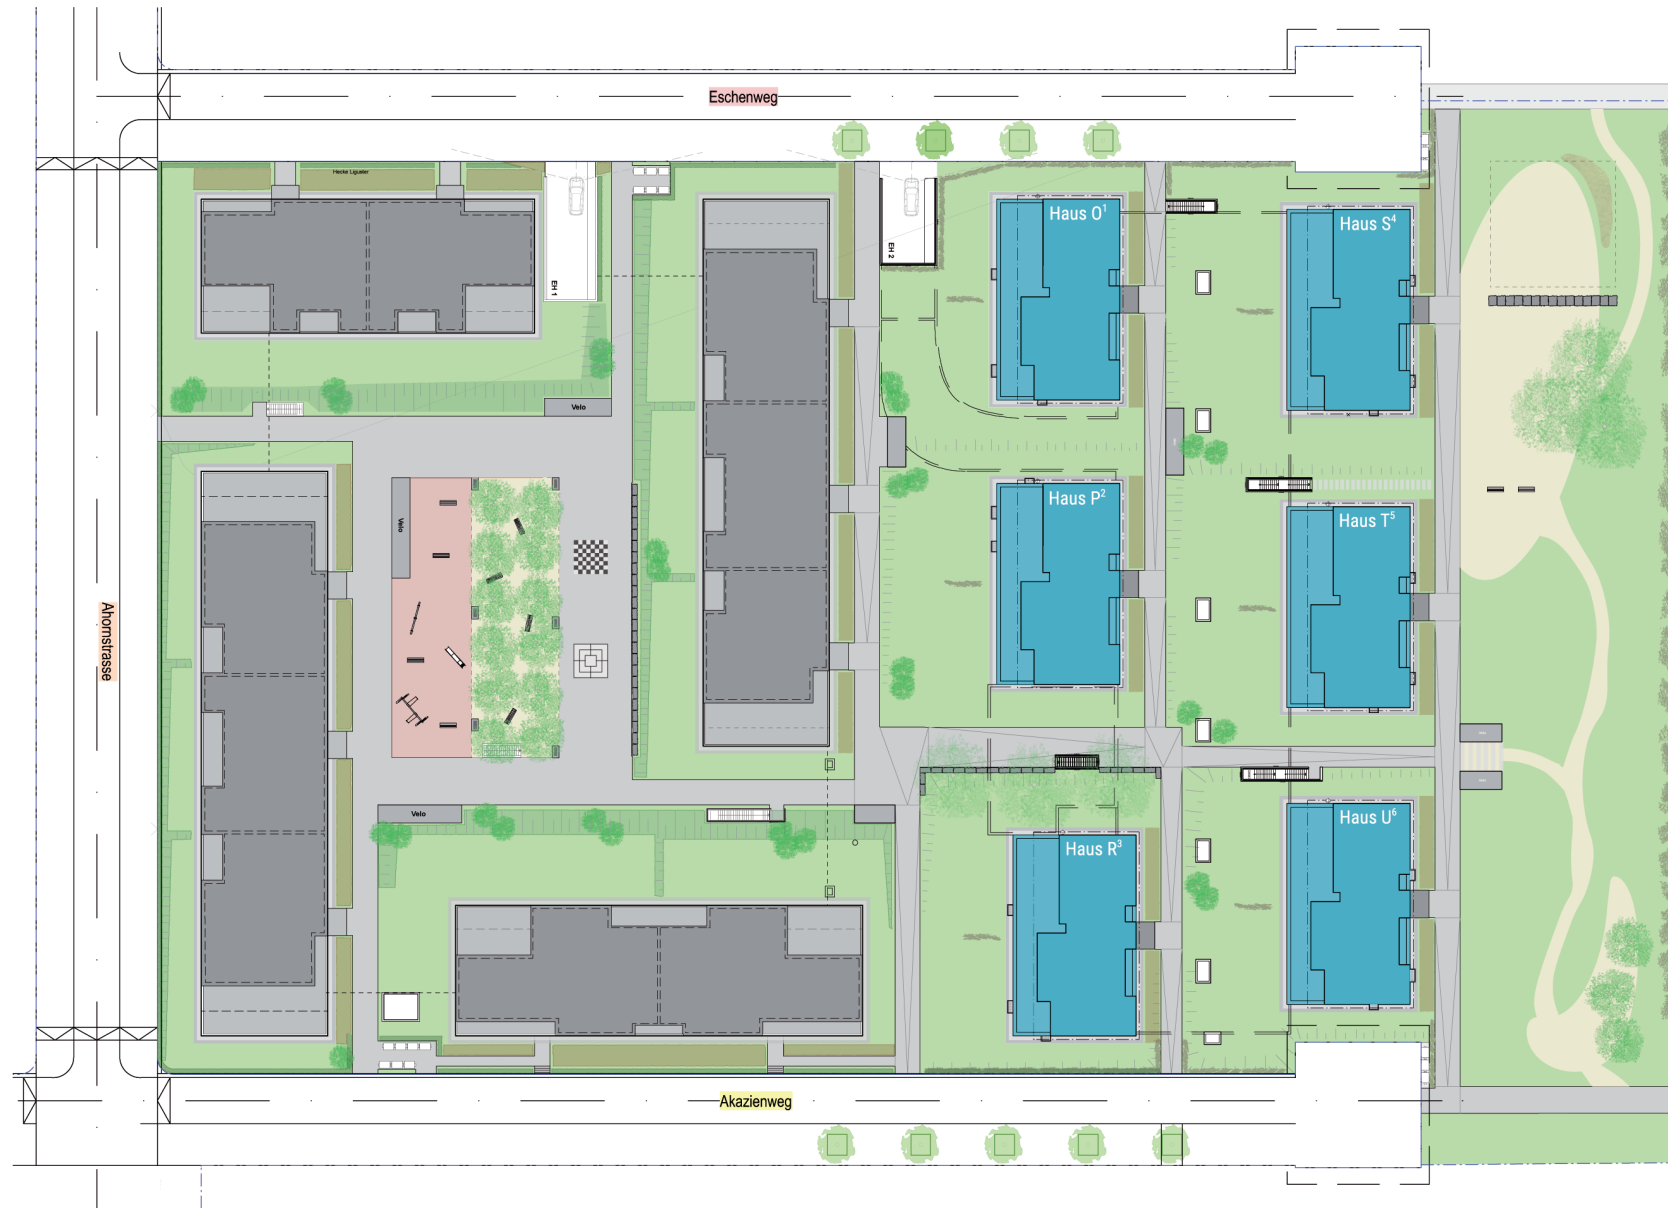 Eschenweg
Hecke Liguster
EH 1
EH 2
Haus O¹
Haus S⁴
Velo
Haus P²
Haus T⁵
Velo
Ahornstrasse
Velo
Haus R³
Haus U⁶
Akazienweg